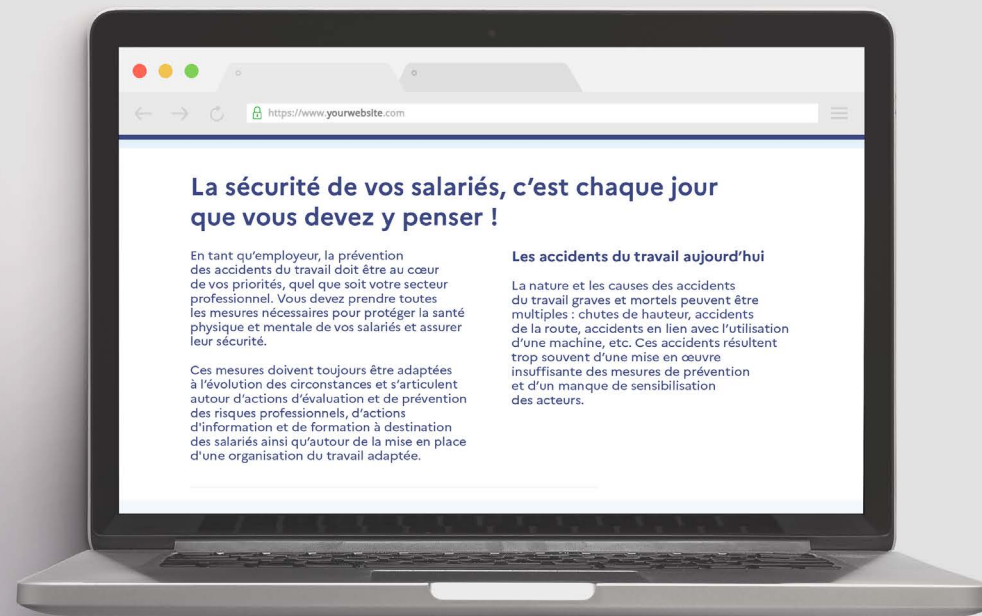 https://www.yourwebsite.com
La sécurité de vos salariés, c’est chaque jour
que vous devez y penser !
En tant qu’employeur, la prévention
des accidents du travail doit être au cœur
de vos priorités, quel que soit votre secteur
professionnel. Vous devez prendre toutes
les mesures nécessaires pour protéger la santé
physique et mentale de vos salariés et assurer
leur sécurité.
Ces mesures doivent toujours être adaptées
à l’évolution des circonstances et s’articulent
autour d’actions d’évaluation et de prévention
des risques professionnels, d’actions
d'information et de formation à destination
des salariés ainsi qu’autour de la mise en place
d'une organisation du travail adaptée.
Les accidents du travail aujourd’hui
La nature et les causes des accidents
du travail graves et mortels peuvent être
multiples : chutes de hauteur, accidents
de la route, accidents en lien avec l’utilisation
d’une machine, etc. Ces accidents résultent
trop souvent d’une mise en œuvre
insuffisante des mesures de prévention
et d’un manque de sensibilisation
des acteurs.